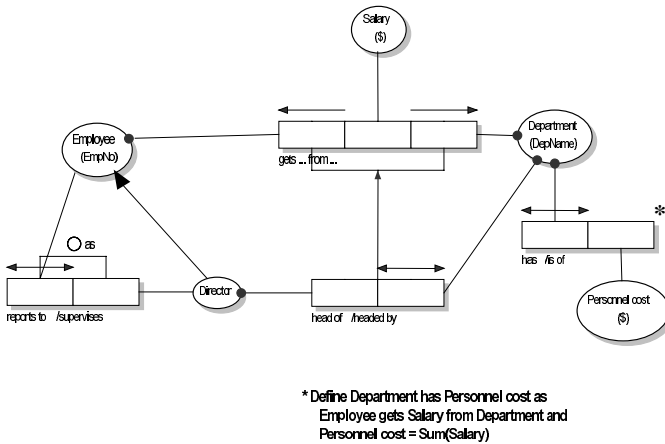 Salary
($)
Employee
(EmpNo)
Department
(DepName)
gets ... from ...
*
as
has /is of
reports to /supervises
Director
head of /headed by
Personnel cost
($)
* Define Department has Personnel cost as
Employee gets Salary from Department and
Personnel cost = Sum(Salary)